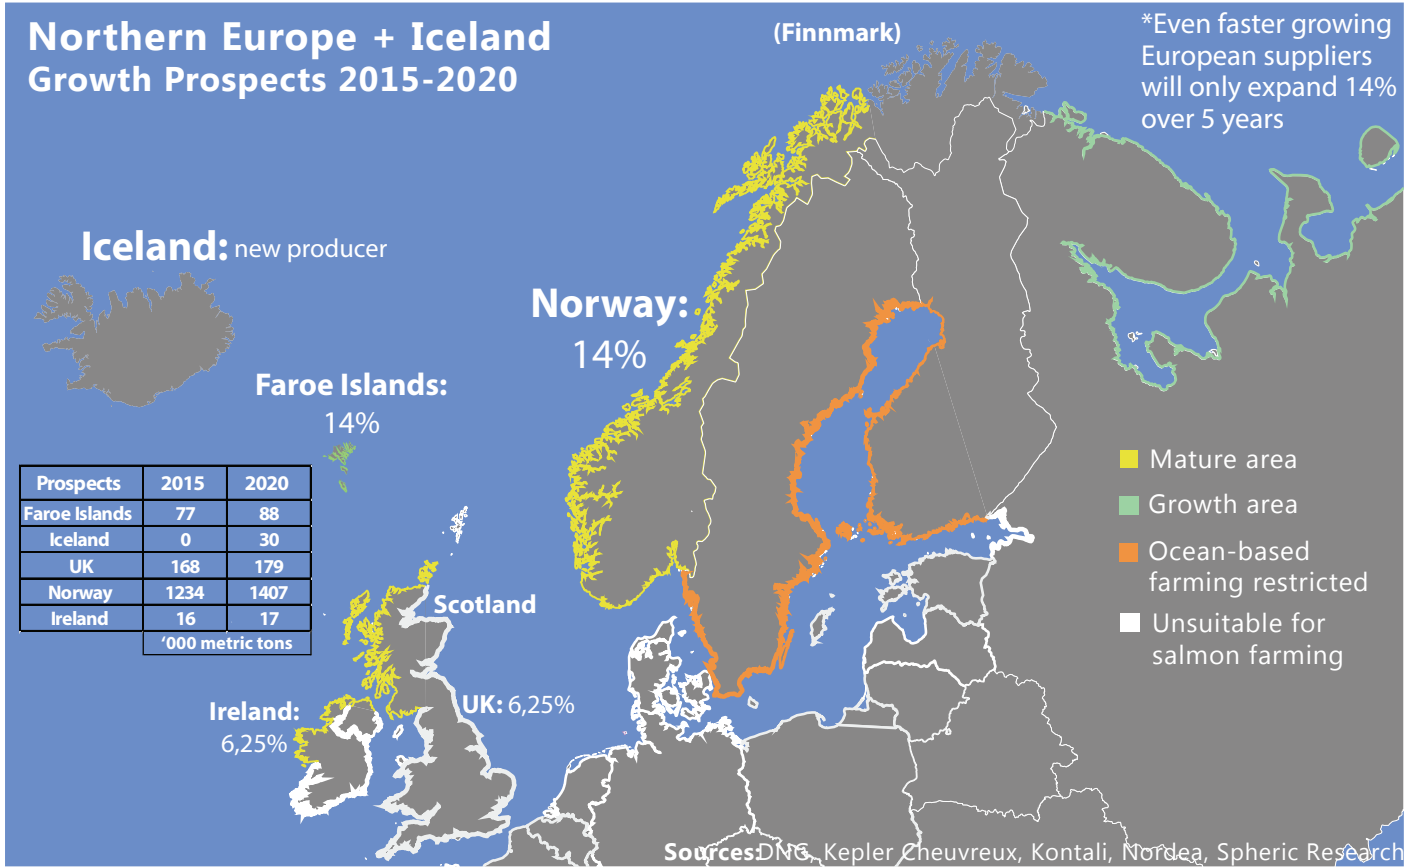 Northern Europe + Iceland
Growth Prospects 2015-2020
(Finnmark)
*Even faster growing
European suppliers
will only expand 14%
over 5 years
Iceland: new producer
Norway:
14%
Faroe Islands:
14%
Prospects 2015 2020
Faroe Islands 77 88
Iceland 0 30
UK 168 179
Norway 1234 1407
Ireland 16 17
‘000 metric tons
Scotland
UK: 6,25%
Ireland:
6,25%
Mature area
Growth area
Ocean-based
farming restricted
Unsuitable for
salmon farming
Sources:DNG, Kepler Cheuvreux, Kontali, Nordea, Spheric Research